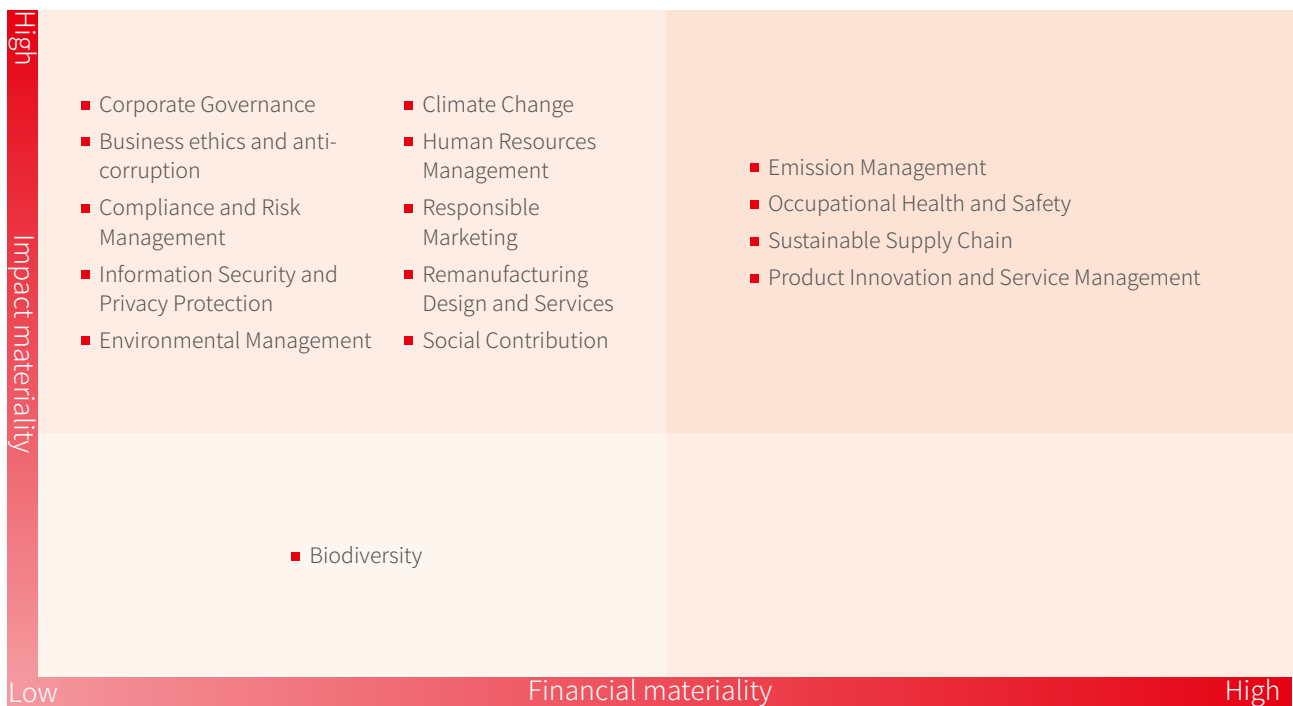 High
Impact materiality
Corporate Governance
Business ethics and anti-
corruption
Compliance and Risk
Management
Information Security and
Privacy Protection
Environmental Management
Climate Change
Human Resources
Management
Responsible
Marketing
Remanufacturing
Design and Services
Social Contribution
Emission Management
Occupational Health and Safety
Sustainable Supply Chain
Product Innovation and Service Management
Biodiversity
Low
Financial materiality
High